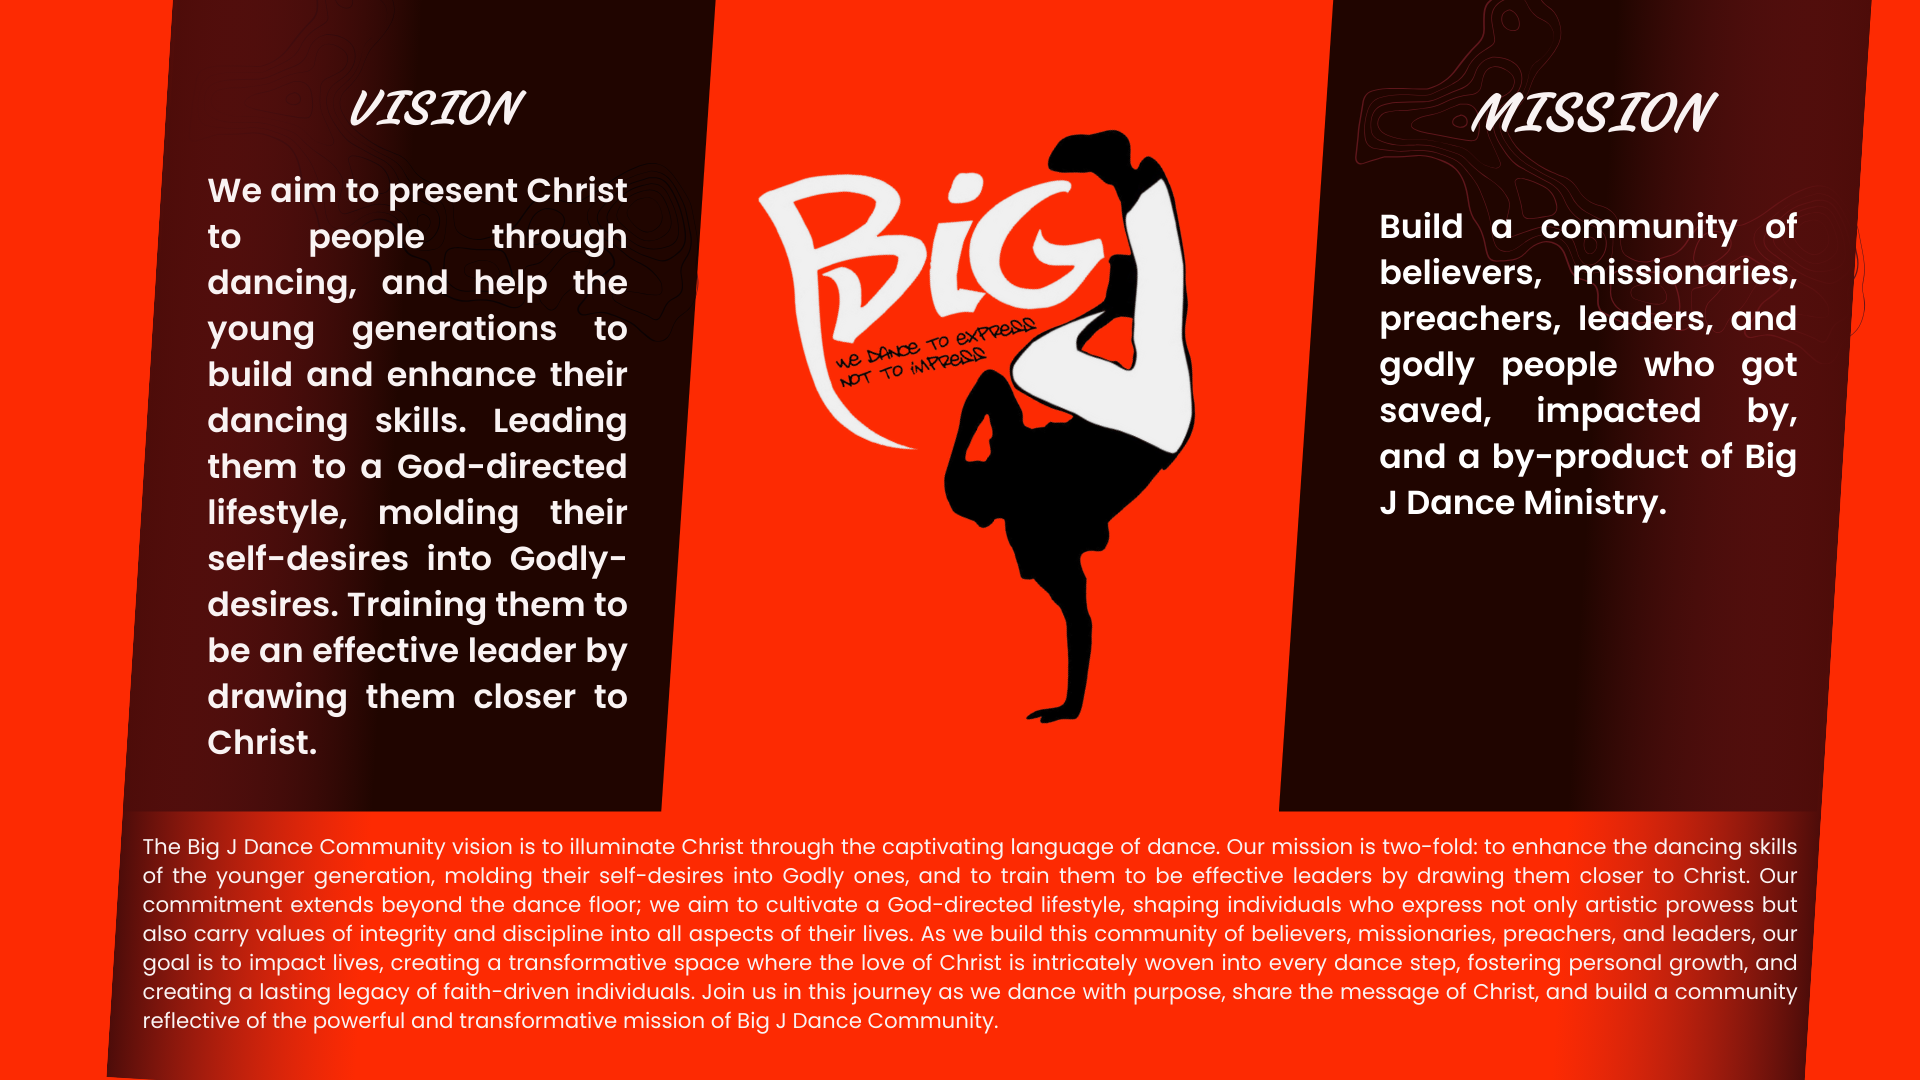 VISION
We aim to present Christ
to people through
dancing, and help the
young generations to
build and enhance their
dancing skills. Leading
them to a God-directed
lifestyle, molding their
self-desires into Godly-
desires. Training them to
be an effective leader by
drawing them closer to
Christ.
BiG J
WE DANCE TO EXPRESS
NOT TO IMPRESS
MISSION
Build a community of
believers, missionaries,
preachers, leaders, and
godly people who got
saved, impacted by,
and a by-product of Big
J Dance Ministry.
The Big J Dance Community vision is to illuminate Christ through the captivating language of dance. Our mission is two-fold: to enhance the dancing skills
of the younger generation, molding their self-desires into Godly ones, and to train them to be effective leaders by drawing them closer to Christ. Our
commitment extends beyond the dance floor; we aim to cultivate a God-directed lifestyle, shaping individuals who express not only artistic prowess but
also carry values of integrity and discipline into all aspects of their lives. As we build this community of believers, missionaries, preachers, and leaders, our
goal is to impact lives, creating a transformative space where the love of Christ is intricately woven into every dance step, fostering personal growth, and
creating a lasting legacy of faith-driven individuals. Join us in this journey as we dance with purpose, share the message of Christ, and build a community
reflective of the powerful and transformative mission of Big J Dance Community.